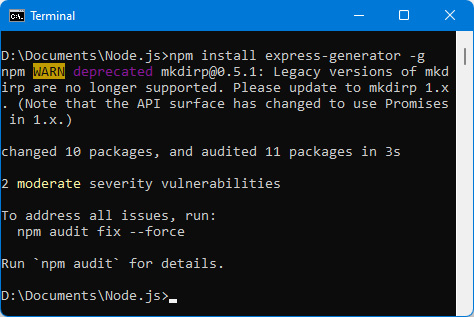 Terminal
D:\Documents\Node.js>npm install express-generator -g
npm WARN deprecated mkdirp@0.5.1: Legacy versions of mkd
irp are no longer supported. Please update to mkdirp 1.x
. (Note that the API surface has changed to use Promises
 in 1.x.)
changed 10 packages, and audited 11 packages in 3s
2 moderate severity vulnerabilities
To address all issues, run:
  npm audit fix --force
Run `npm audit` for details.
D:\Documents\Node.js>